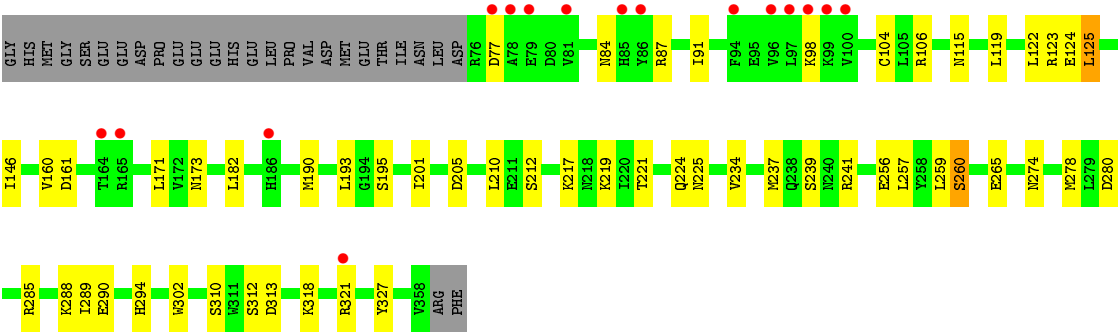 GLY HIS MET GLY SER GLU GLU ASP PRO GLU GLU GLU HIS GLU LEU PRO VAL ASP MET GLU THR ILE ASN LEU ASP R76 D77 A78 E79 D80 V81 N84 H85 Y86 R87 I91 F94 E95 V96 L97 K98 K99 V100 C104 L105 R106 N115 L119 L122 R123 E124 L125
I146 V160 D161 T164 R165 L171 V172 N173 L182 H186 M190 L193 G194 S195 I201 D205 L210 E211 S212 K217 N218 K219 I220 T221 Q224 N225 V234 M237 Q238 S239 N240 R241 E256 L257 Y258 L259 S260 E265 N274 M278 L279 D280
R285 K288 I289 E290 H294 W302 S310 W311 S312 D313 K318 R321 Y327 V358 ARG PHE